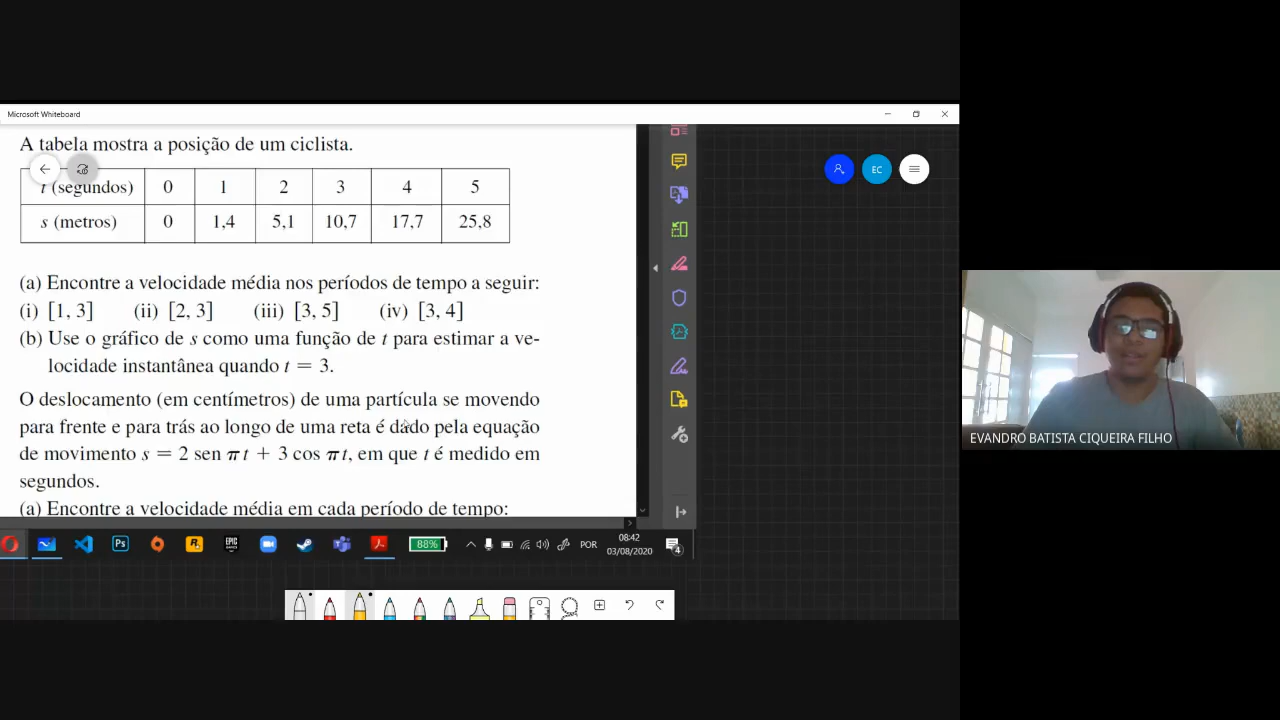 Microsoft Whiteboard
A tabela mostra a posição de um ciclista.
t (segundos) 0 1 2 3 4 5
s (metros) 0 1,4 5,1 10,7 17,7 25,8
(a) Encontre a velocidade média nos períodos de tempo a seguir:
(i) [1, 3] (ii) [2, 3] (iii) [3, 5] (iv) [3, 4]
(b) Use o gráfico de s como uma função de t para estimar a ve-
locidade instantânea quando t = 3.
O deslocamento (em centímetros) de uma partícula se movendo
para frente e para trás ao longo de uma reta é dado pela equação
de movimento s = 2 sen πt + 3 cos πt, em que t é medido em
segundos.
(a) Encontre a velocidade média em cada período de tempo:
EC
EVANDRO BATISTA CIQUEIRA FILHO
Ps
R
EPIC
GAMES
88%
POR
08:42
03/08/2020
4